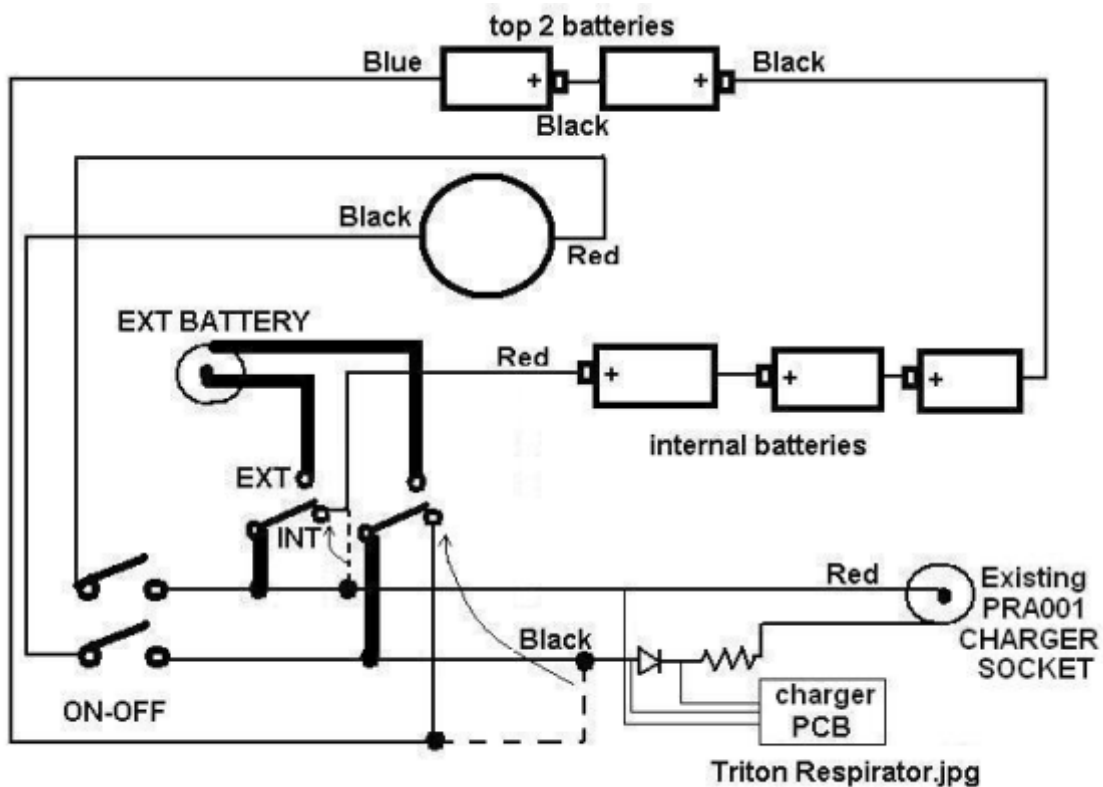 top 2 batteries
Blue
+
+
Black
Black
Black
Red
EXT BATTERY
Red
+
+
+
internal batteries
EXT
INT
Red
Existing
PRA001
CHARGER
SOCKET
Black
ON-OFF
charger
PCB
Triton Respirator.jpg